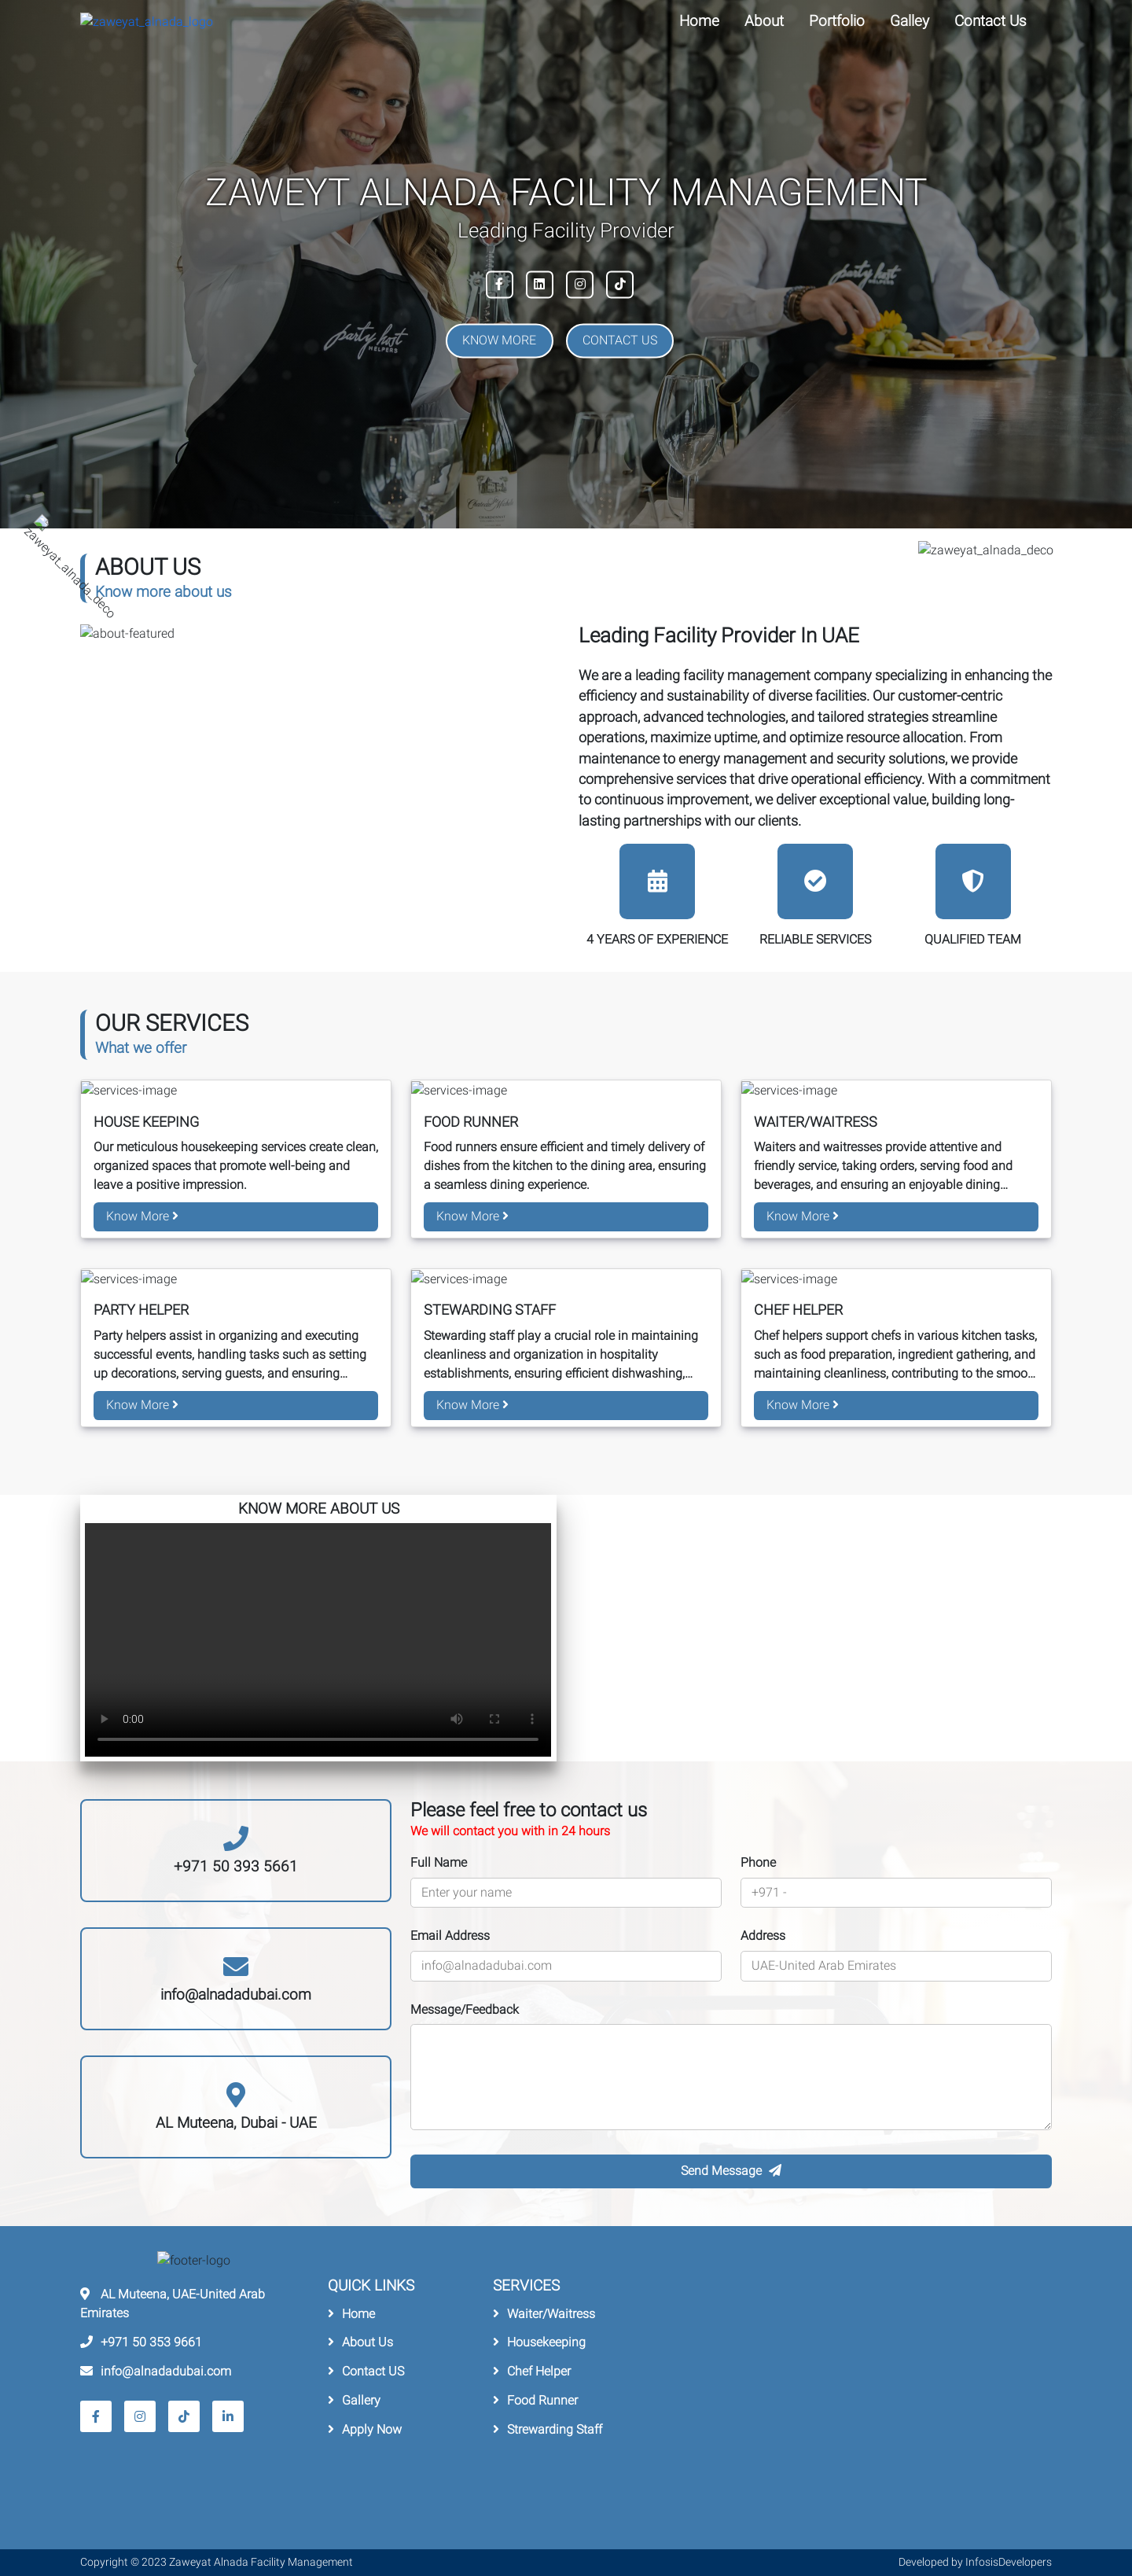 zaweyat_alnada_logo
Home About Portfolio Galley Contact Us
ZAWEYT ALNADA FACILITY MANAGEMENT
Leading Facility Provider
KNOW MORE CONTACT US
party host
HELPERS
party host
HELPERS
zaweyat_alnada_deco
zaweyat_alnada_deco
ABOUT US
Know more about us
about-featured
Leading Facility Provider In UAE
We are a leading facility management company specializing in enhancing the
efficiency and sustainability of diverse facilities. Our customer-centric
approach, advanced technologies, and tailored strategies streamline
operations, maximize uptime, and optimize resource allocation. From
maintenance to energy management and security solutions, we provide
comprehensive services that drive operational efficiency. With a commitment
to continuous improvement, we deliver exceptional value, building long-
lasting partnerships with our clients.
4 YEARS OF EXPERIENCE
RELIABLE SERVICES
QUALIFIED TEAM
OUR SERVICES
What we offer
services-image
HOUSE KEEPING
Our meticulous housekeeping services create clean,
organized spaces that promote well-being and
leave a positive impression.
Know More
services-image
FOOD RUNNER
Food runners ensure efficient and timely delivery of
dishes from the kitchen to the dining area, ensuring
a seamless dining experience.
Know More
services-image
WAITER/WAITRESS
Waiters and waitresses provide attentive and
friendly service, taking orders, serving food and
beverages, and ensuring an enjoyable dining...
Know More
services-image
PARTY HELPER
Party helpers assist in organizing and executing
successful events, handling tasks such as setting
up decorations, serving guests, and ensuring...
Know More
services-image
STEWARDING STAFF
Stewarding staff play a crucial role in maintaining
cleanliness and organization in hospitality
establishments, ensuring efficient dishwashing,...
Know More
services-image
CHEF HELPER
Chef helpers support chefs in various kitchen tasks,
such as food preparation, ingredient gathering, and
maintaining cleanliness, contributing to the smoo...
Know More
KNOW MORE ABOUT US
0:00
+971 50 393 5661
info@alnadadubai.com
AL Muteena, Dubai - UAE
Please feel free to contact us
We will contact you with in 24 hours
Full Name
Enter your name
Phone
+971 -
Email Address
info@alnadadubai.com
Address
UAE-United Arab Emirates
Message/Feedback
Send Message
footer-logo
AL Muteena, UAE-United Arab
Emirates
+971 50 353 9661
info@alnadadubai.com
QUICK LINKS
Home
About Us
Contact US
Gallery
Apply Now
SERVICES
Waiter/Waitress
Housekeeping
Chef Helper
Food Runner
Strewarding Staff
Copyright © 2023 Zaweyat Alnada Facility Management
Developed by InfosisDevelopers